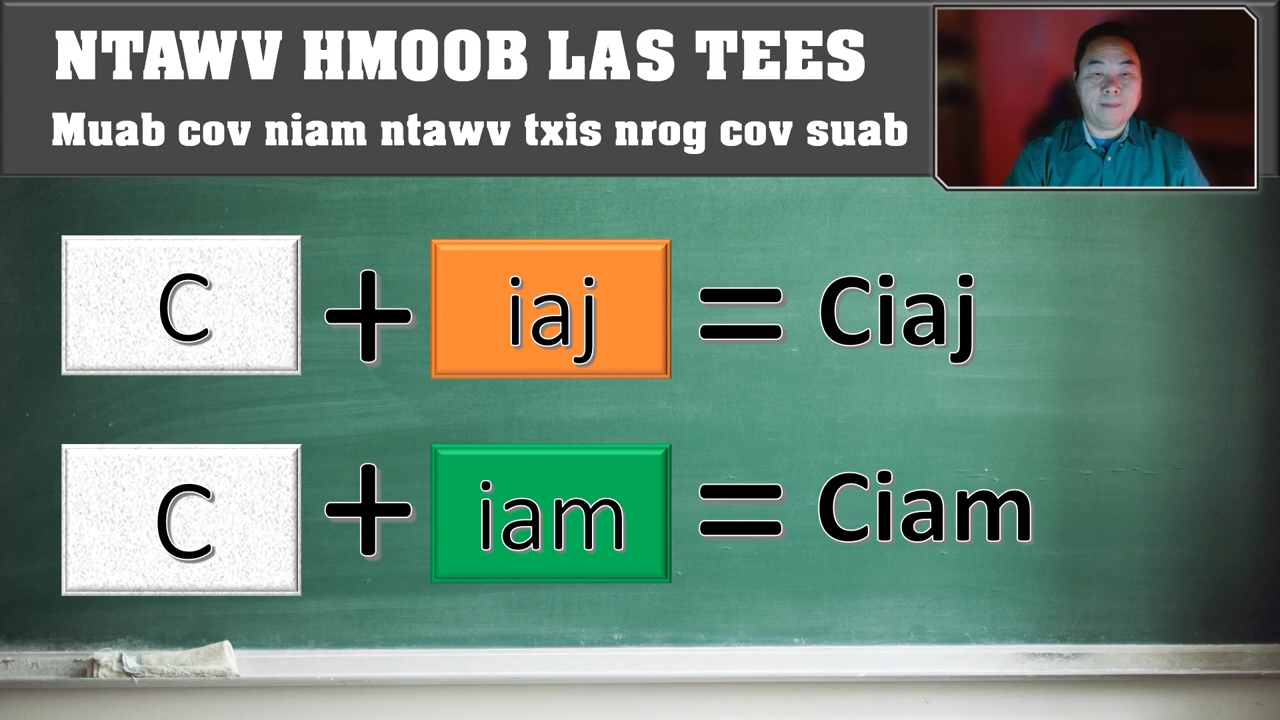 NTAWV HMOOB LAS TEES
Muab cov niam ntawv txis nrog cov suab
C + iaj = Ciaj
C + iam = Ciam